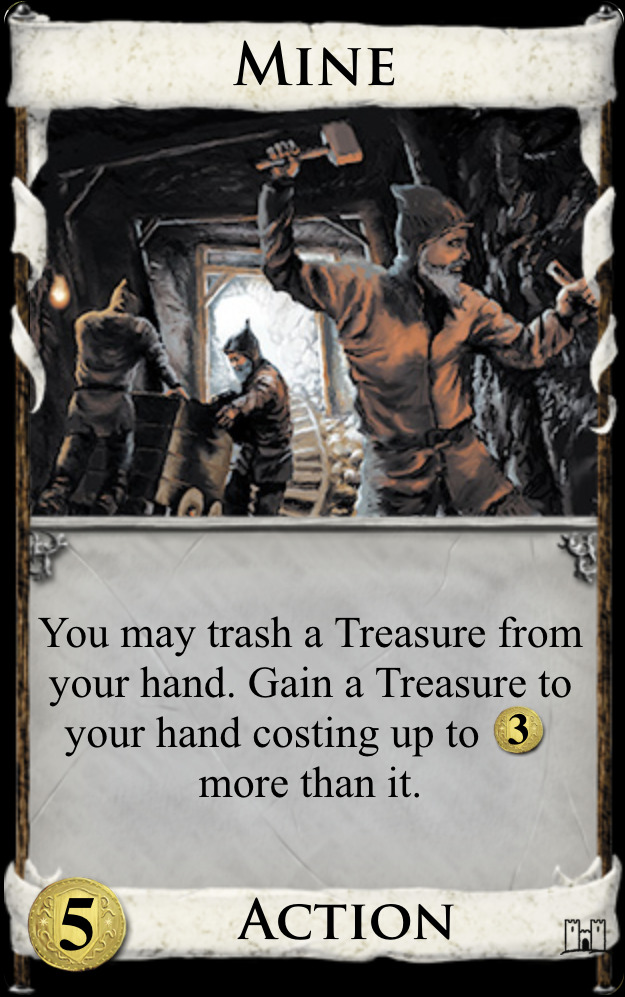 MINE
You may trash a Treasure from
your hand. Gain a Treasure to
your hand costing up to 3
more than it.
5
ACTION